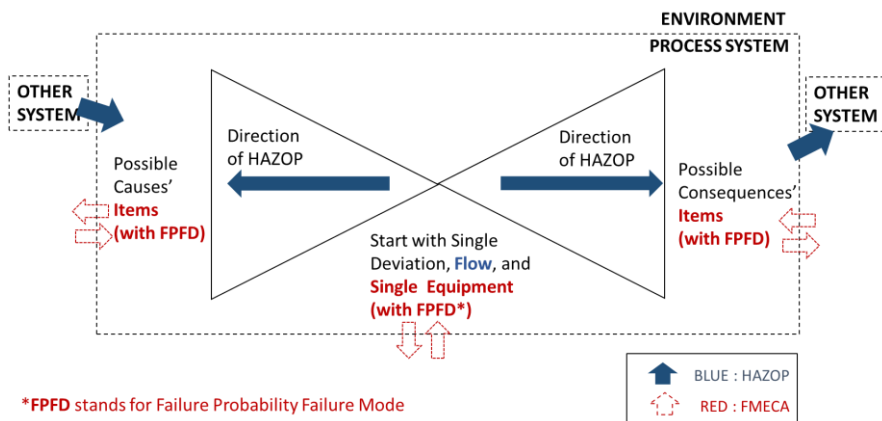 ENVIRONMENT
PROCESS SYSTEM
OTHER
SYSTEM
OTHER
SYSTEM
Direction
of HAZOP
Direction
of HAZOP
Possible
Causes’
Items
(with FPFD)
Possible
Consequences’
Items
(with FPFD)
Start with Single
Deviation, Flow, and
Single Equipment
(with FPFD*)
*FPFD stands for Failure Probability Failure Mode
BLUE : HAZOP
RED : FMECA